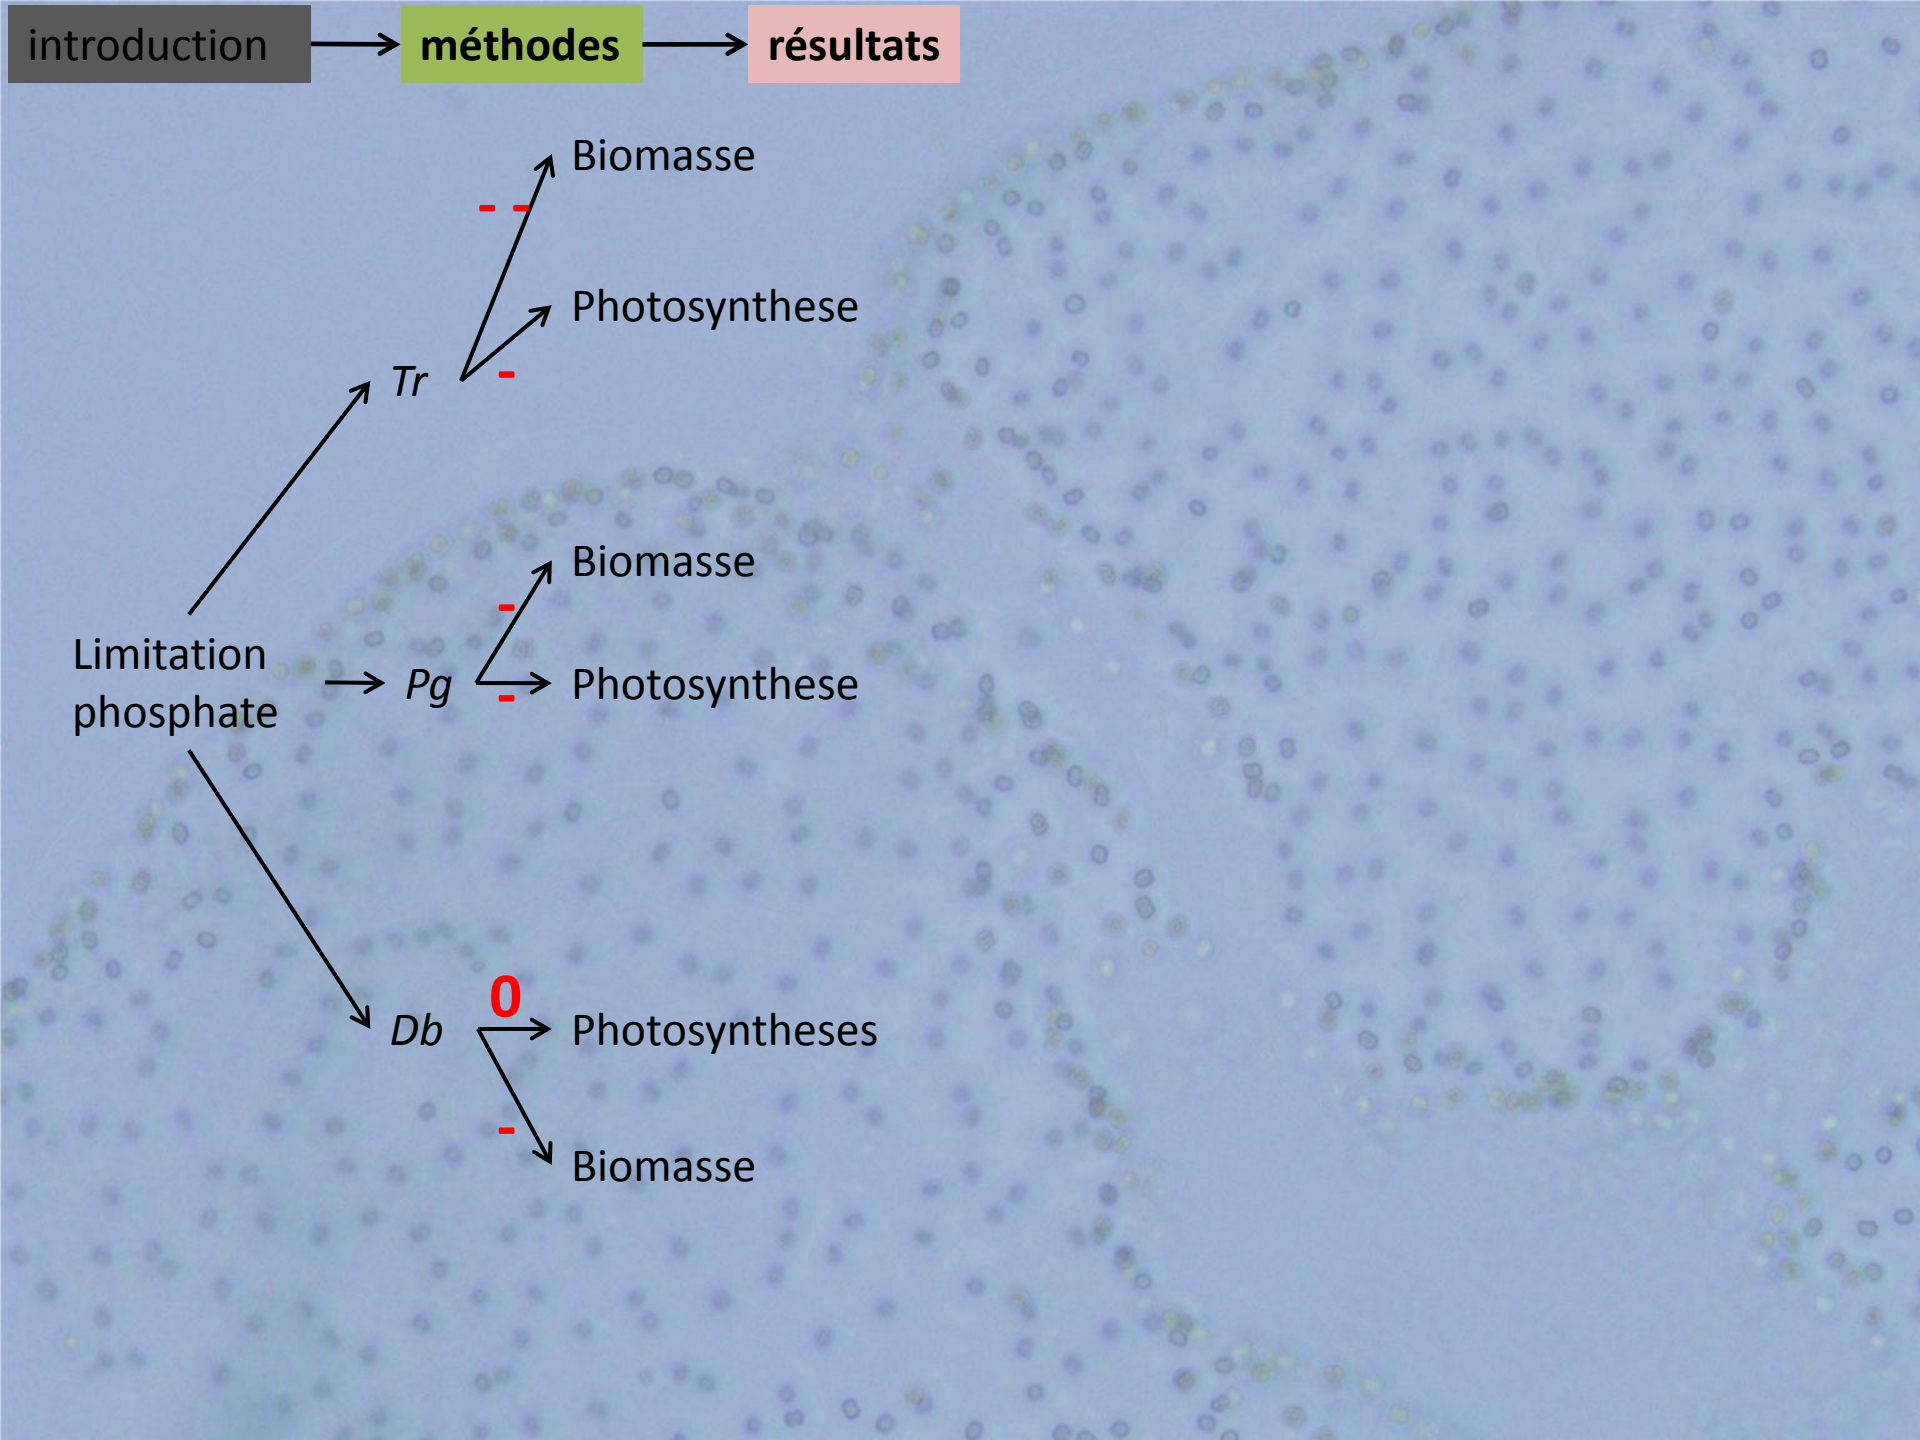 introduction
méthodes
résultats
Biomasse
- -
Photosynthese
Tr
-
Biomasse
-
Limitation
phosphate
Pg
Photosynthese
-
0
Db
Photosyntheses
-
Biomasse